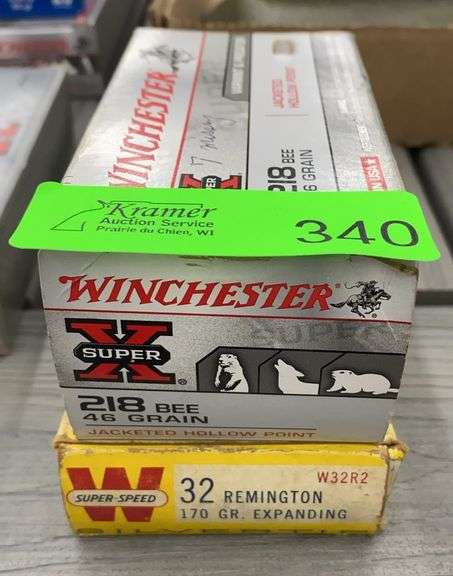 WINCHESTER
JACKETED
HOLLOW POINT
X
SUPER
218 BEE
46 GRAIN
Kramer
Auction Service
Prairie du Chien, WI
340
WINCHESTER
X
SUPER
218 BEE
46 GRAIN
JACKETED HOLLOW POINT
W
SUPER-SPEED
32 REMINGTON
170 GR. EXPANDING
W32R2